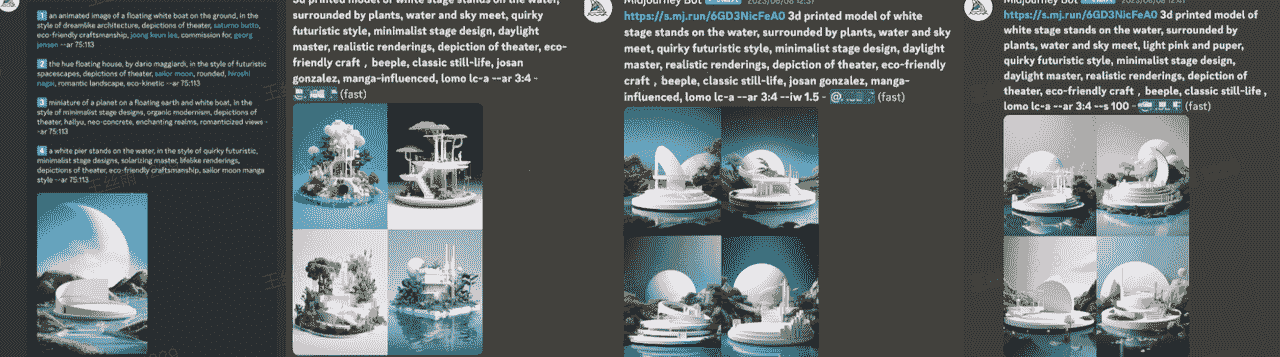 1 an animated image of a floating white boat on the ground, in the
style of dreamlike architecture, depictions of theater, saturno butto,
eco-friendly craftsmanship, jeong keun lee, commission for, georg
jensen --ar 75:113
2 the hue floating house, by dario maggiardi, in the style of futuristic
spacescapes, depiction of theater, sailor moon, rounded, hiroshi
nagai, romantic landscape, eco-kinetic --ar 75:113
3 miniature of a planet on a floating earth and white boat, in the
style of minimalist stage designs, organic modernism, depictions of
theater, hallyu, neo-concrete, enchanting realms, romanticized views -
-ar 75:113
4 a white pier stands on the water, in the style of quirky futuristic,
minimalist stage designs, solarizing master, lifelike renderings,
depictions of theater, eco-friendly craftsmanship, sailor moon manga
style --ar 75:113
3d printed model of white stage stands on the water,
surrounded by plants, water and sky meet, quirky
futuristic style, minimalist stage design, daylight
master, realistic renderings, depiction of theater, eco-
friendly craft , beeple, classic still-life, josan
gonzalez, manga-influenced, lomo lc-a --ar 3:4 -
(fast)
Midjourney Bot 2023/06/08 12:37
https://s.mj.run/6GD3NicFeA0 3d printed model of white
stage stands on the water, surrounded by plants, water and sky
meet, quirky futuristic style, minimalist stage design, daylight
master, realistic renderings, depiction of theater, eco-friendly
craft , beeple, classic still-life, josan gonzalez, manga-
influenced, lomo lc-a --ar 3:4 --iw 1.5 - @ (fast)
Midjourney Bot 2023/06/08 12:41
https://s.mj.run/6GD3NicFeA0 3d printed model of
white stage stands on the water, surrounded by
plants, water and sky meet, light pink and puper,
quirky futuristic style, minimalist stage design,
daylight master, realistic renderings, depiction of
theater, eco-friendly craft , beeple, classic still-life ,
lomo lc-a --ar 3:4 --s 100 - (fast)